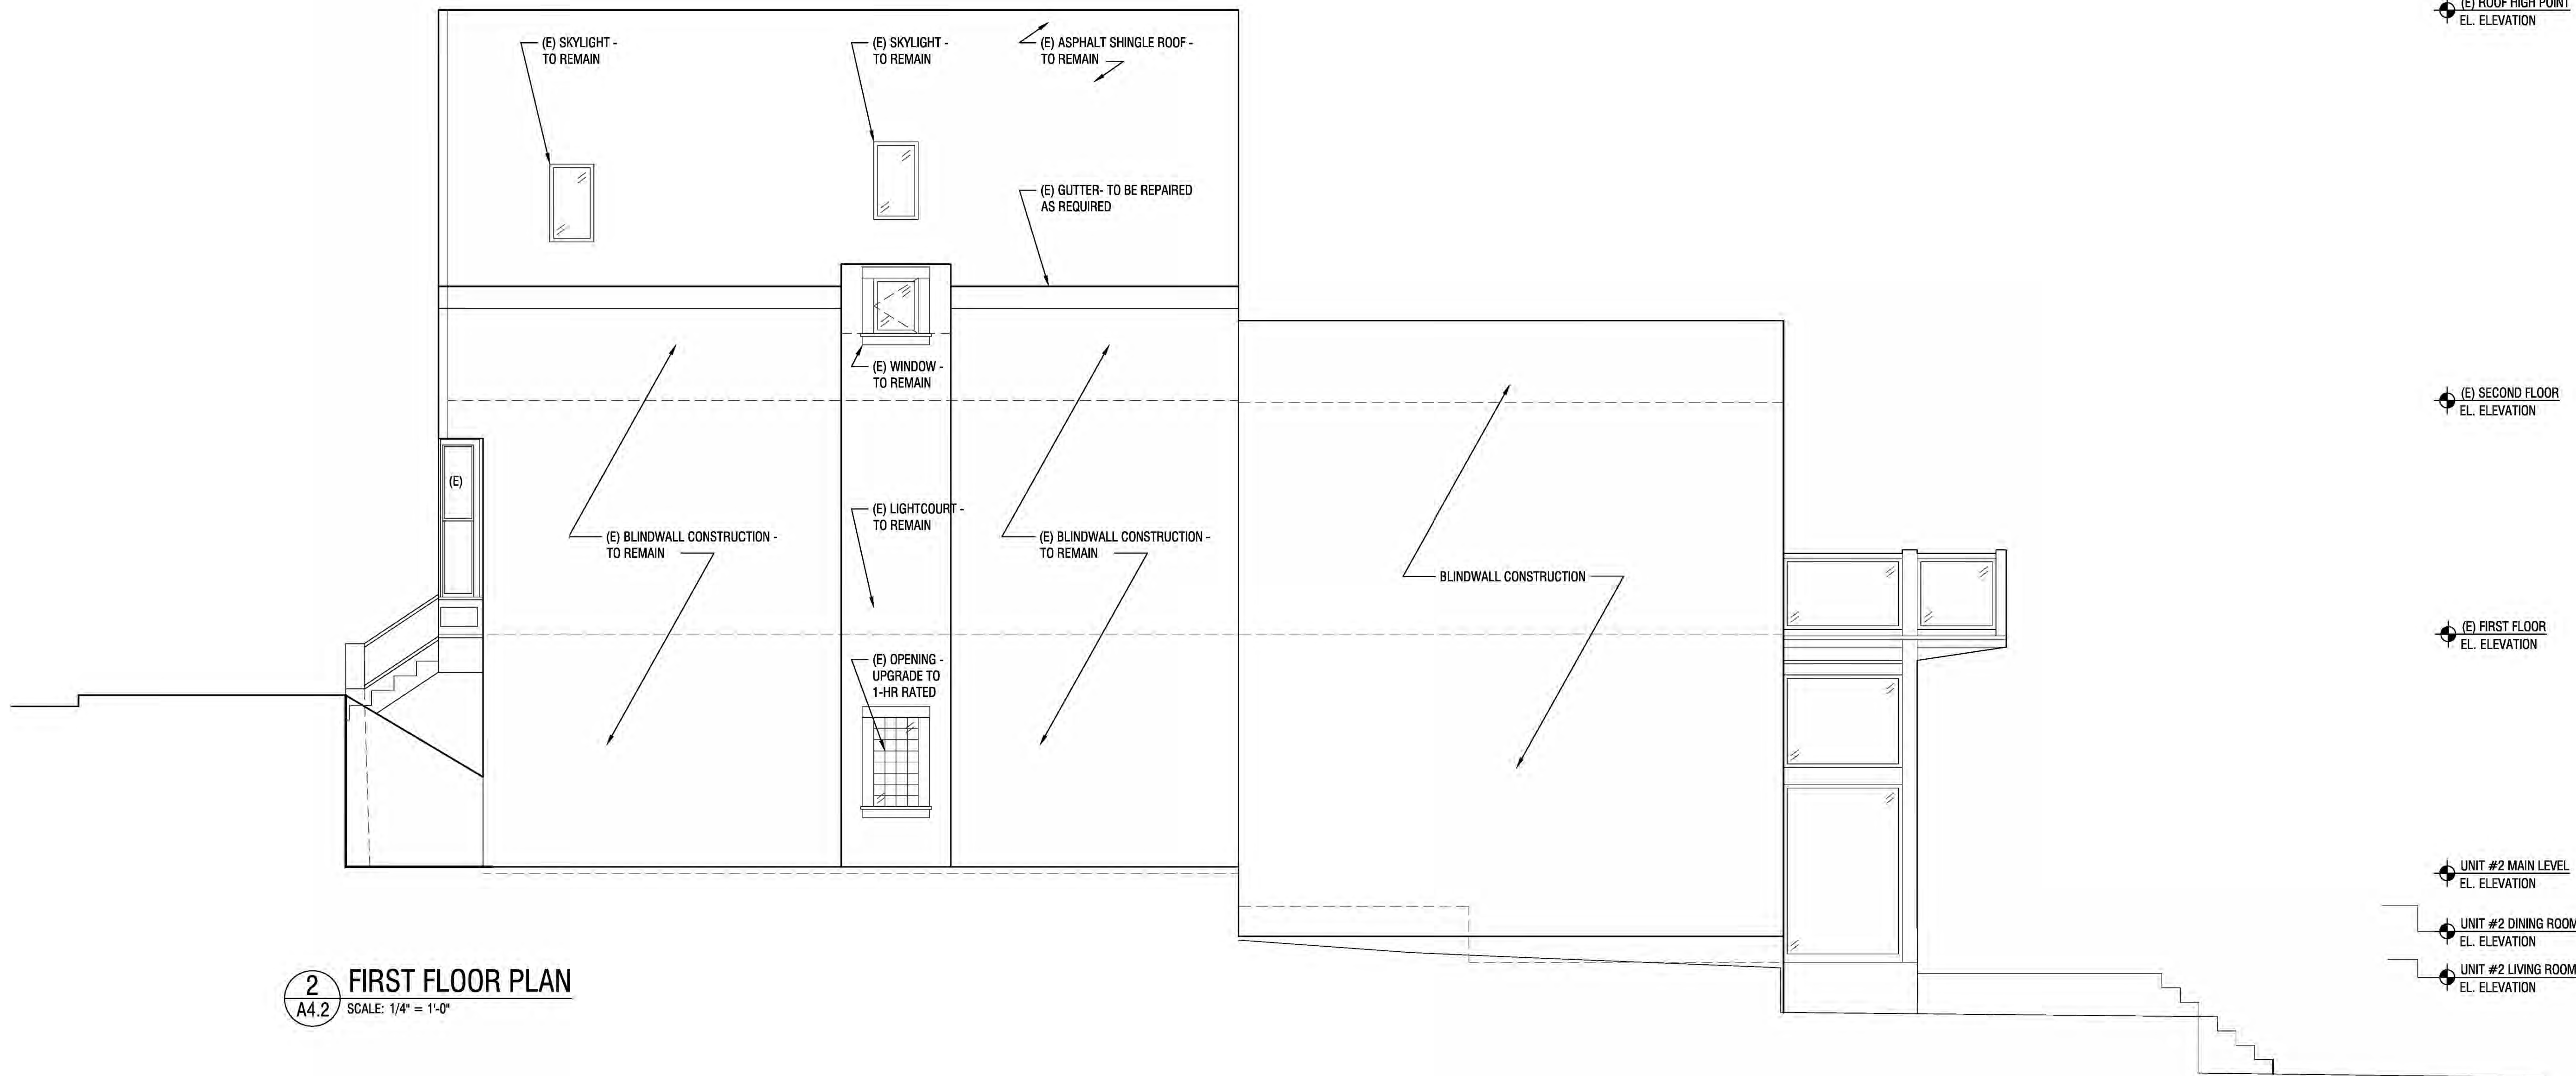 (E) ROOF HIGH POINT
EL. ELEVATION
(E) SKYLIGHT -
TO REMAIN
(E) SKYLIGHT -
TO REMAIN
(E) ASPHALT SHINGLE ROOF -
TO REMAIN
(E) GUTTER- TO BE REPAIRED
AS REQUIRED
(E) WINDOW -
TO REMAIN
(E) SECOND FLOOR
EL. ELEVATION
(E)
(E) LIGHTCOURT -
TO REMAIN
(E) BLINDWALL CONSTRUCTION -
TO REMAIN
(E) BLINDWALL CONSTRUCTION -
TO REMAIN
BLINDWALL CONSTRUCTION
(E) FIRST FLOOR
EL. ELEVATION
(E) OPENING -
UPGRADE TO
1-HR RATED
UNIT #2 MAIN LEVEL
EL. ELEVATION
UNIT #2 DINING ROOM
EL. ELEVATION
UNIT #2 LIVING ROOM
EL. ELEVATION
2
A4.2
FIRST FLOOR PLAN
SCALE: 1/4" = 1'-0"